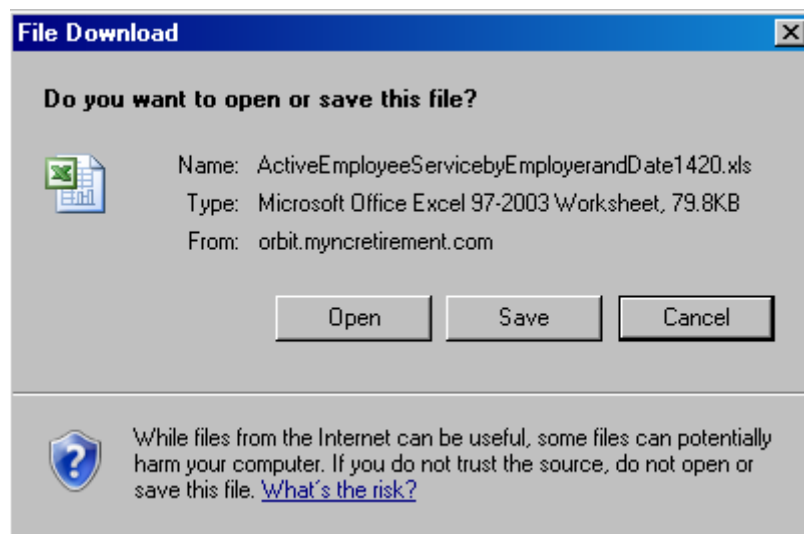 File Download
Do you want to open or save this file?
Name: ActiveEmployeeServicebyEmployerandDate1420.xls
Type: Microsoft Office Excel 97-2003 Worksheet, 79.8KB
From: orbit.myncretirement.com
Open Save Cancel
While files from the Internet can be useful, some files can potentially
harm your computer. If you do not trust the source, do not open or
save this file. What's the risk?